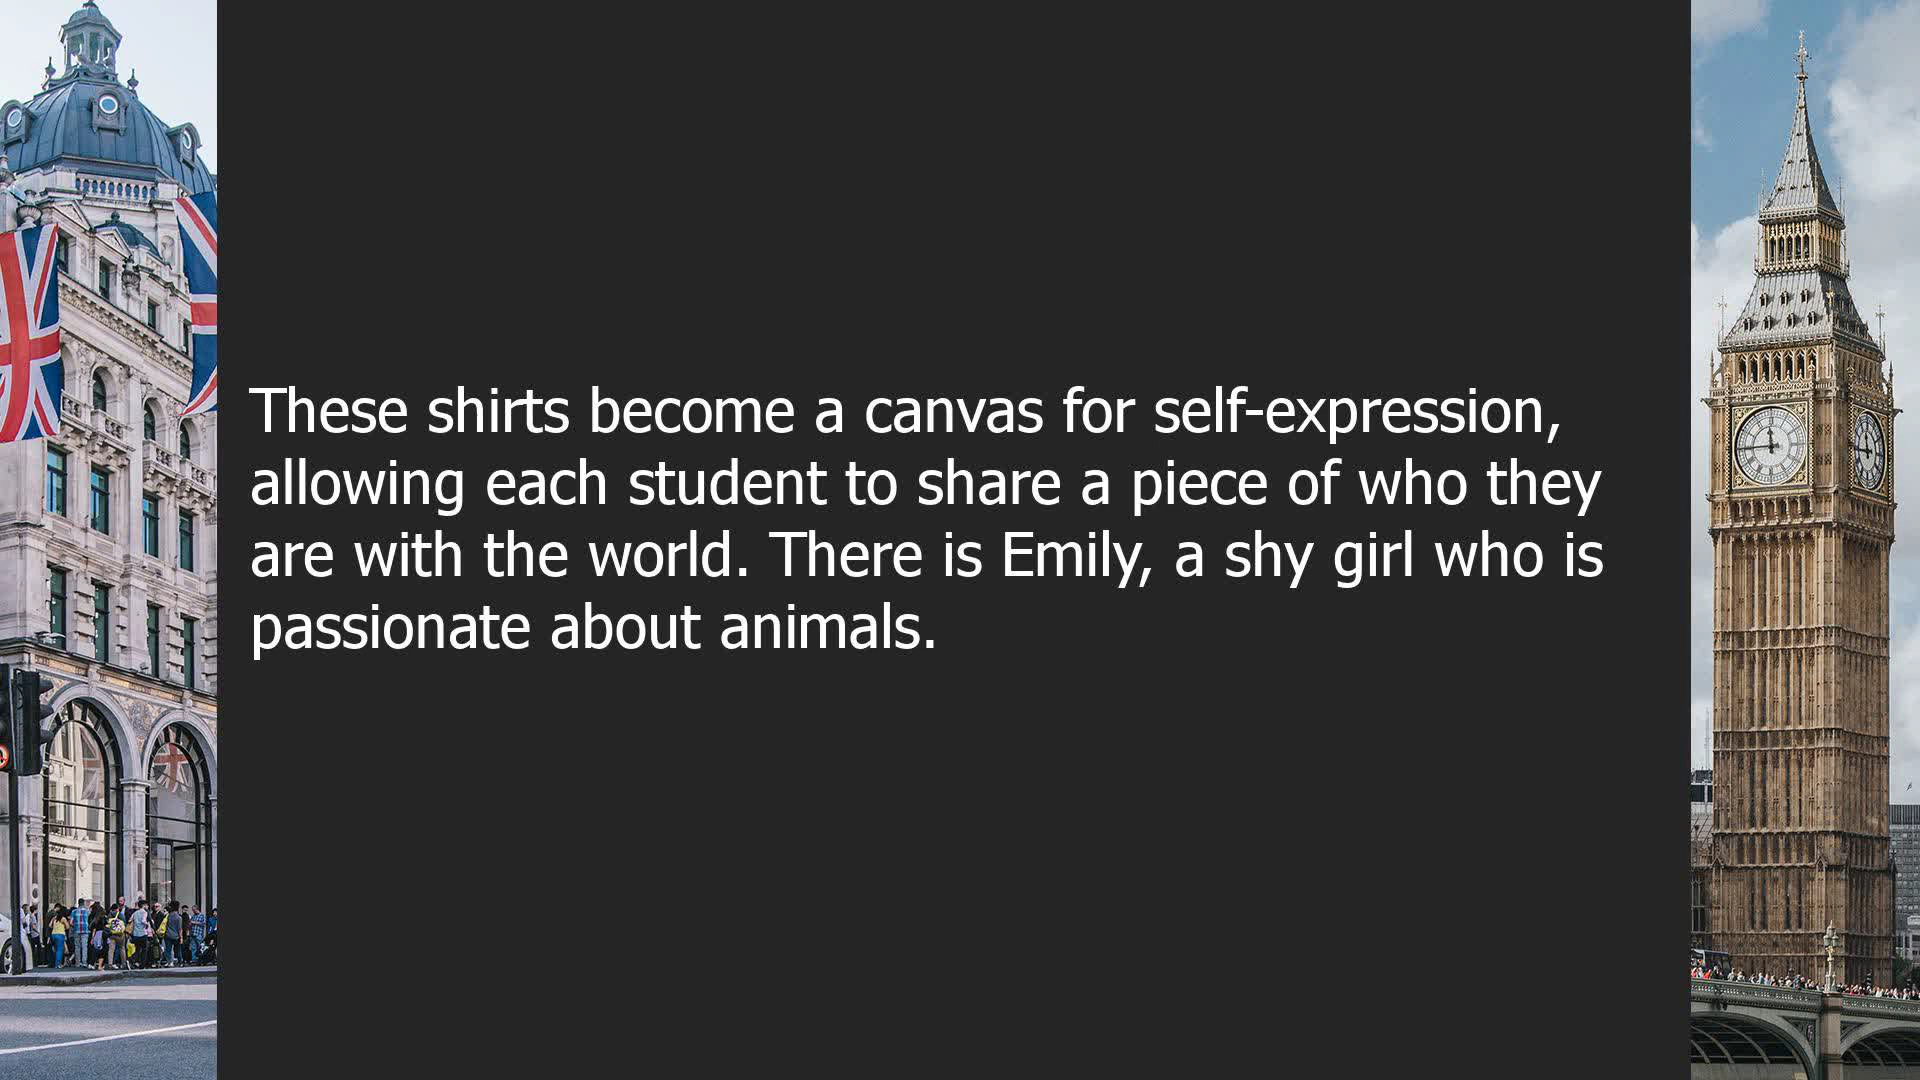 These shirts become a canvas for self-expression,
allowing each student to share a piece of who they
are with the world. There is Emily, a shy girl who is
passionate about animals.